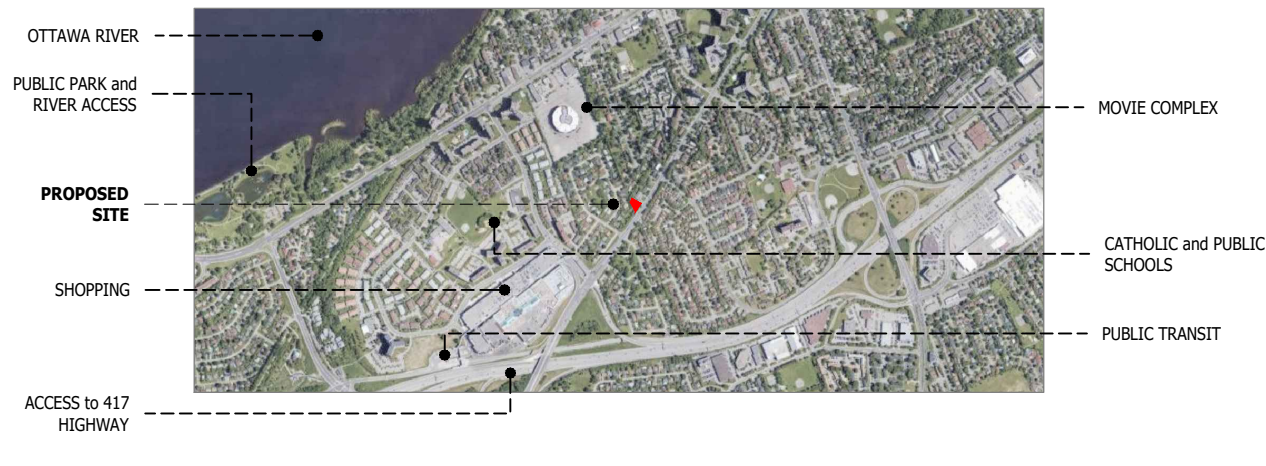 OTTAWA RIVER
PUBLIC PARK and
RIVER ACCESS
PROPOSED
SITE
SHOPPING
ACCESS to 417
HIGHWAY
MOVIE COMPLEX
CATHOLIC and PUBLIC
SCHOOLS
PUBLIC TRANSIT